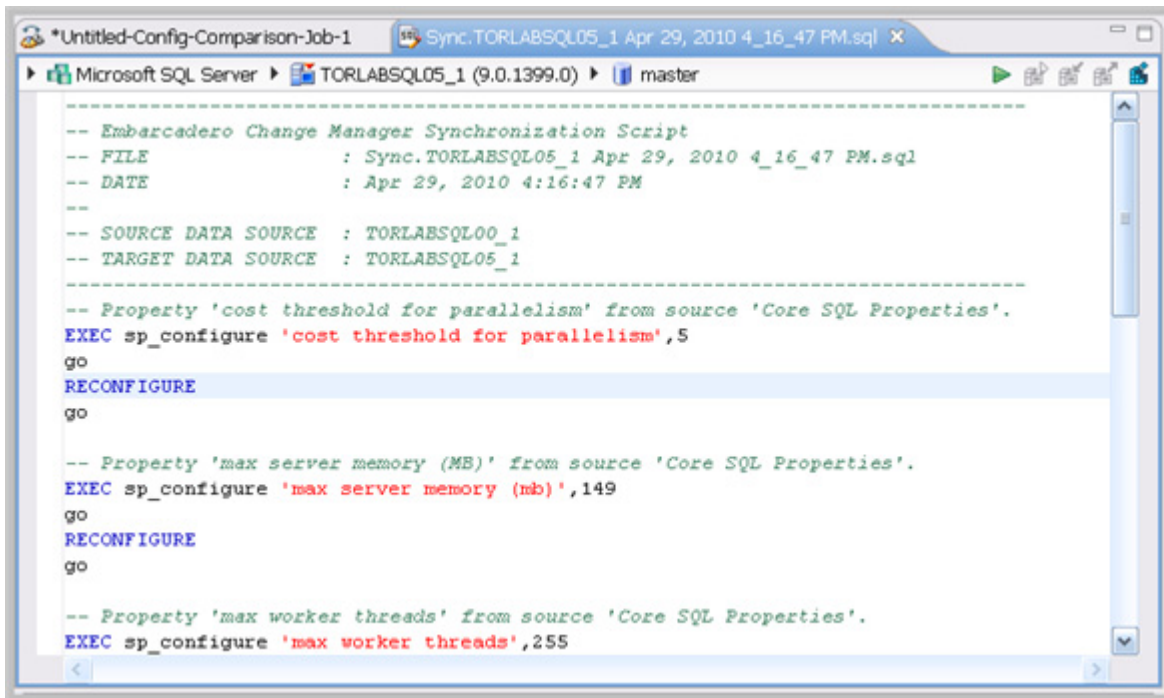 *Untitled-Config-Comparison-Job-1 Sync.TORLABSQL05_1 Apr 29, 2010 4_16_47 PM.sql
Microsoft SQL Server TORLABSQL05_1 (9.0.1399.0) master
--------------------------------------------------------------------------------
-- Embarcadero Change Manager Synchronization Script
-- FILE : Sync.TORLABSQL05_1 Apr 29, 2010 4_16_47 PM.sql
-- DATE : Apr 29, 2010 4:16:47 PM
--
-- SOURCE DATA SOURCE : TORLABSQL00_1
-- TARGET DATA SOURCE : TORLABSQL05_1
--------------------------------------------------------------------------------
-- Property 'cost threshold for parallelism' from source 'Core SQL Properties'.
EXEC sp_configure 'cost threshold for parallelism',5
go
RECONFIGURE
go
-- Property 'max server memory (MB)' from source 'Core SQL Properties'.
EXEC sp_configure 'max server memory (mb)',149
go
RECONFIGURE
go
-- Property 'max worker threads' from source 'Core SQL Properties'.
EXEC sp_configure 'max worker threads',255